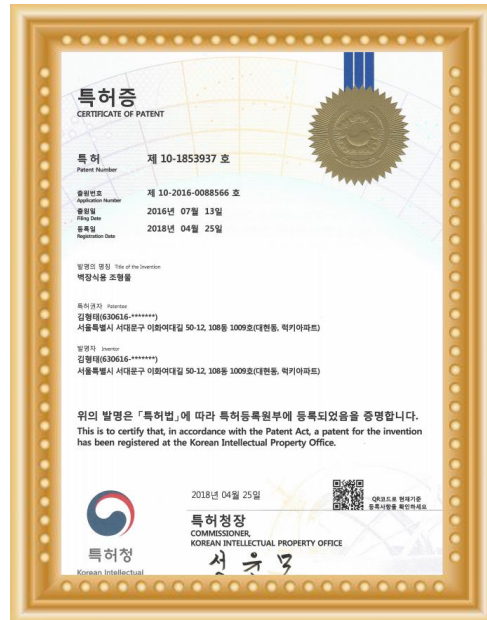 특허증
CERTIFICATE OF PATENT
특 허 제 10-1853937 호
Patent Number
출원번호 제 10-2016-0088566 호
Application Number
출원일 2016년 07월 13일
Filing Date
등록일 2018년 04월 25일
Registration Date
발명의 명칭 Title of the Invention
벽장식용 조형물
특허권자 Patentee
김형태(630616-*******)
서울특별시 서대문구 이화여대길 50-12, 108동 1009호(대현동, 럭키아파트)
발명자 Inventor
김형태(630616-*******)
서울특별시 서대문구 이화여대길 50-12, 108동 1009호(대현동, 럭키아파트)
위의 발명은 「특허법」에 따라 특허등록원부에 등록되었음을 증명합니다.
This is to certify that, in accordance with the Patent Act, a patent for the invention
has been registered at the Korean Intellectual Property Office.
2018년 04월 25일
QR코드로 현재기준
등록사항을 확인하세요
특허청장
COMMISSIONER,
KOREAN INTELLECTUAL PROPERTY OFFICE
성윤모
특허청
Korean Intellectual